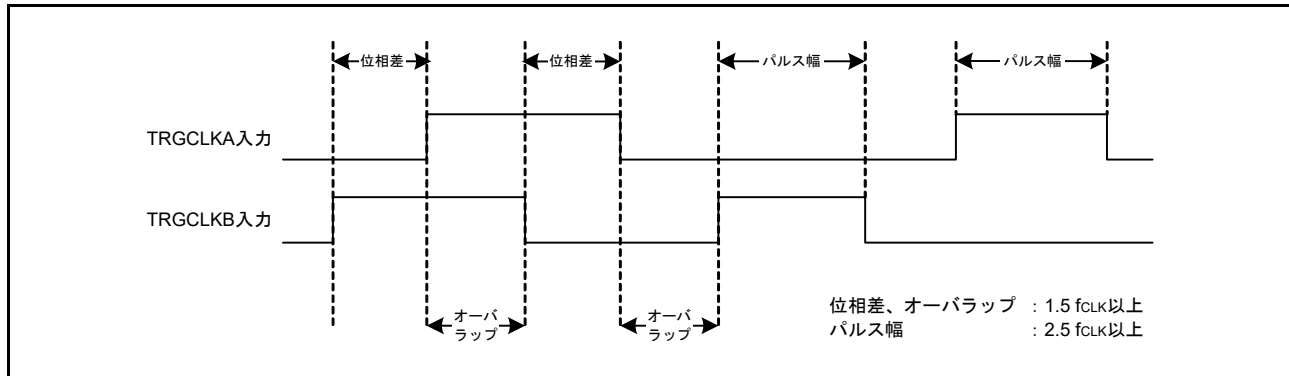 位相差
位相差
パルス幅
パルス幅
TRGCLKA入力
TRGCLKB入力
オーバ
ラップ
オーバ
ラップ
位相差、オーバラップ : 1.5 fCLK以上
パルス幅 : 2.5 fCLK以上